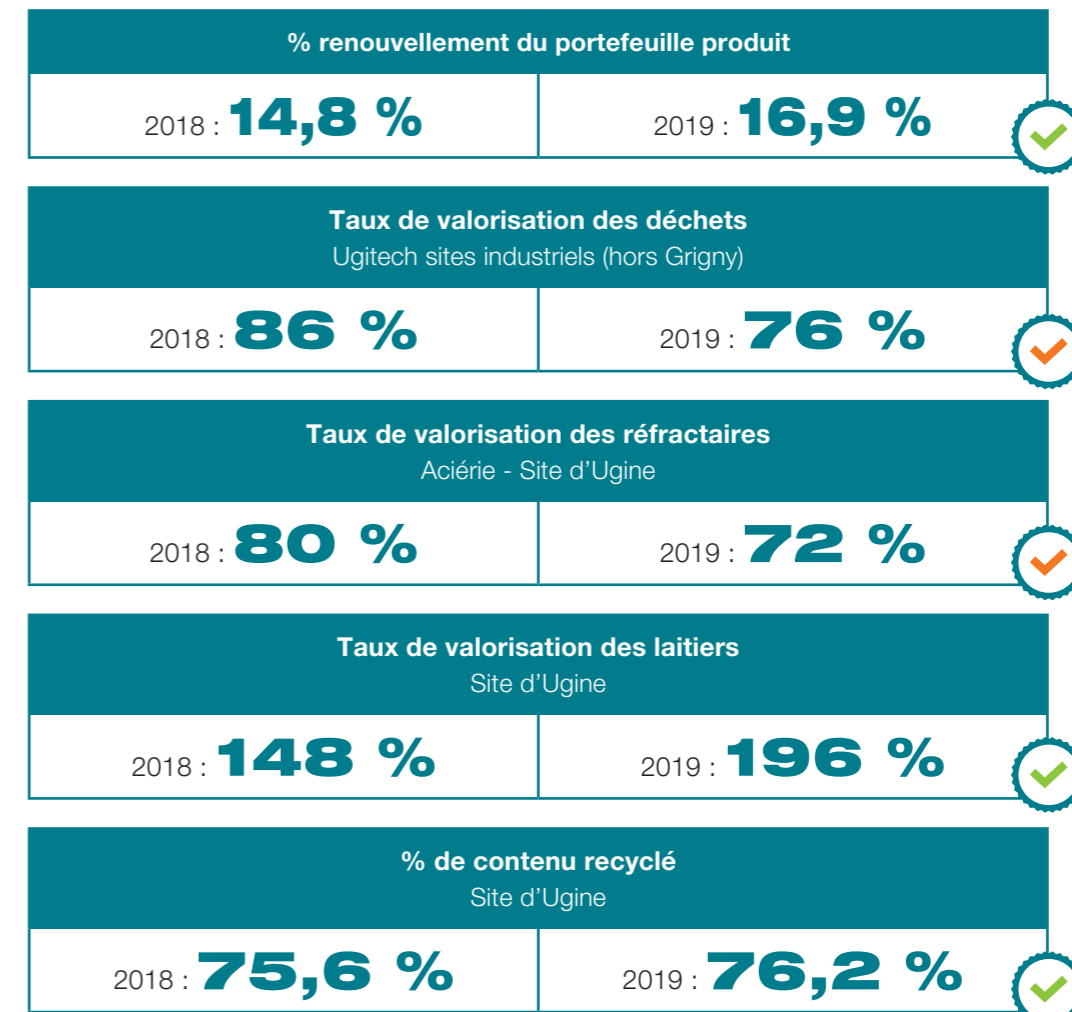 % renouvellement du portefeuille produit
2018 : 14,8 %
2019 : 16,9 %
Taux de valorisation des déchets
Ugitech sites industriels (hors Grigny)
2018 : 86 %
2019 : 76 %
Taux de valorisation des réfractaires
Aciérie - Site d’Ugine
2018 : 80 %
2019 : 72 %
Taux de valorisation des laitiers
Site d’Ugine
2018 : 148 %
2019 : 196 %
% de contenu recyclé
Site d’Ugine
2018 : 75,6 %
2019 : 76,2 %